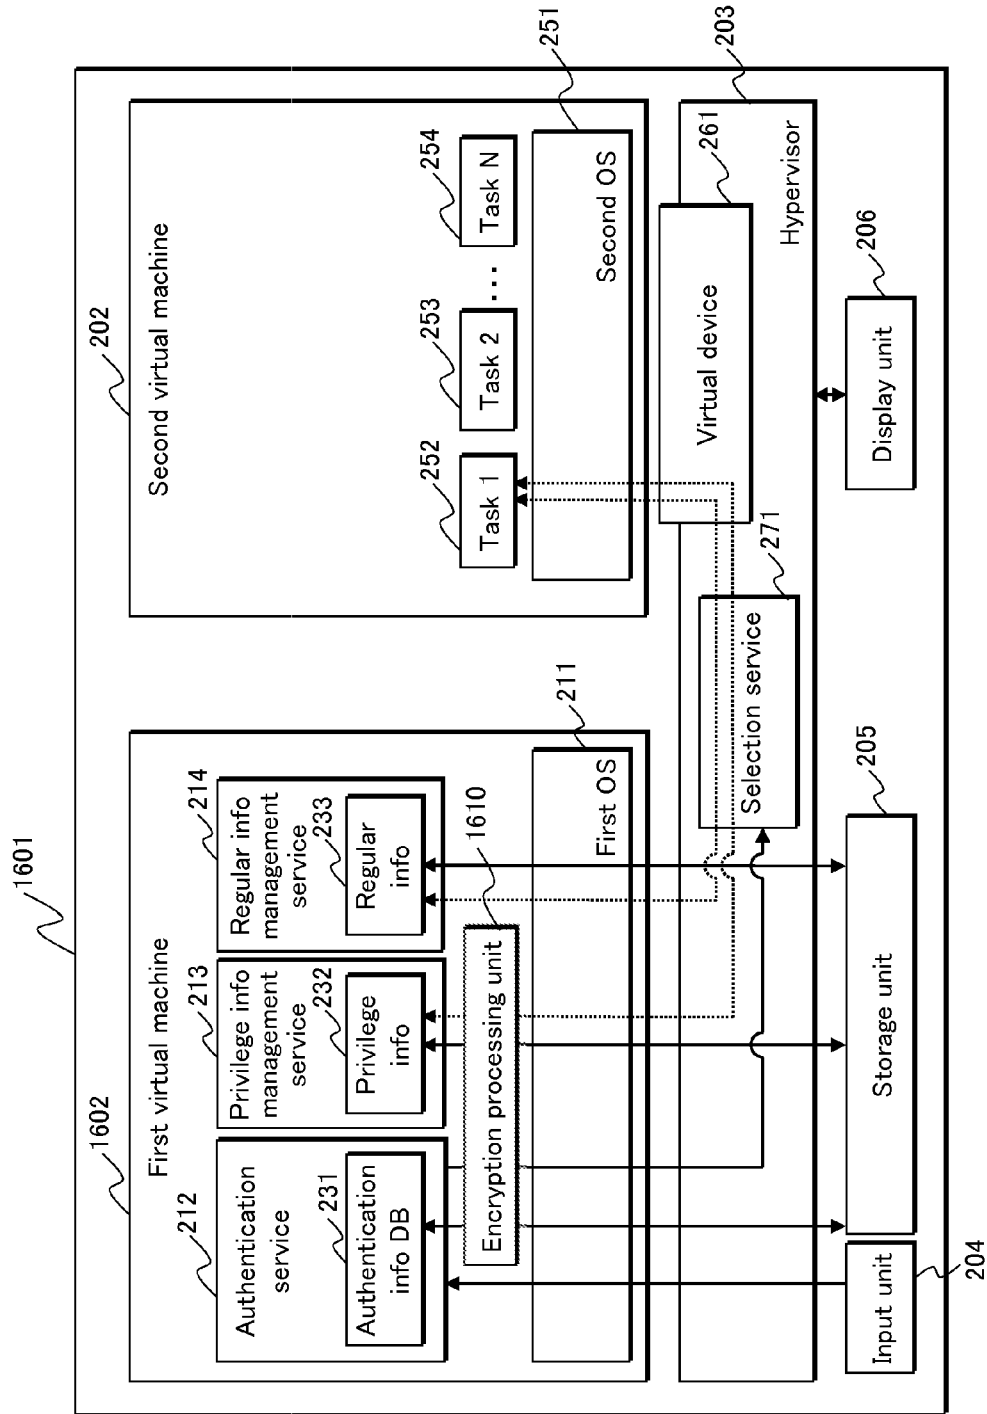 1601
1602
First virtual machine
212
Authentication
service
231
Authentication
info DB
213
Privilege info
management
service
232
Privilege
info
214
Regular info
management
service
233
Regular
info
1610
Encryption processing unit
211
First OS
202
Second virtual machine
252
Task 1
253
Task 2
...
254
Task N
251
Second OS
203
Hypervisor
261
Virtual device
271
Selection service
204
Input unit
205
Storage unit
206
Display unit